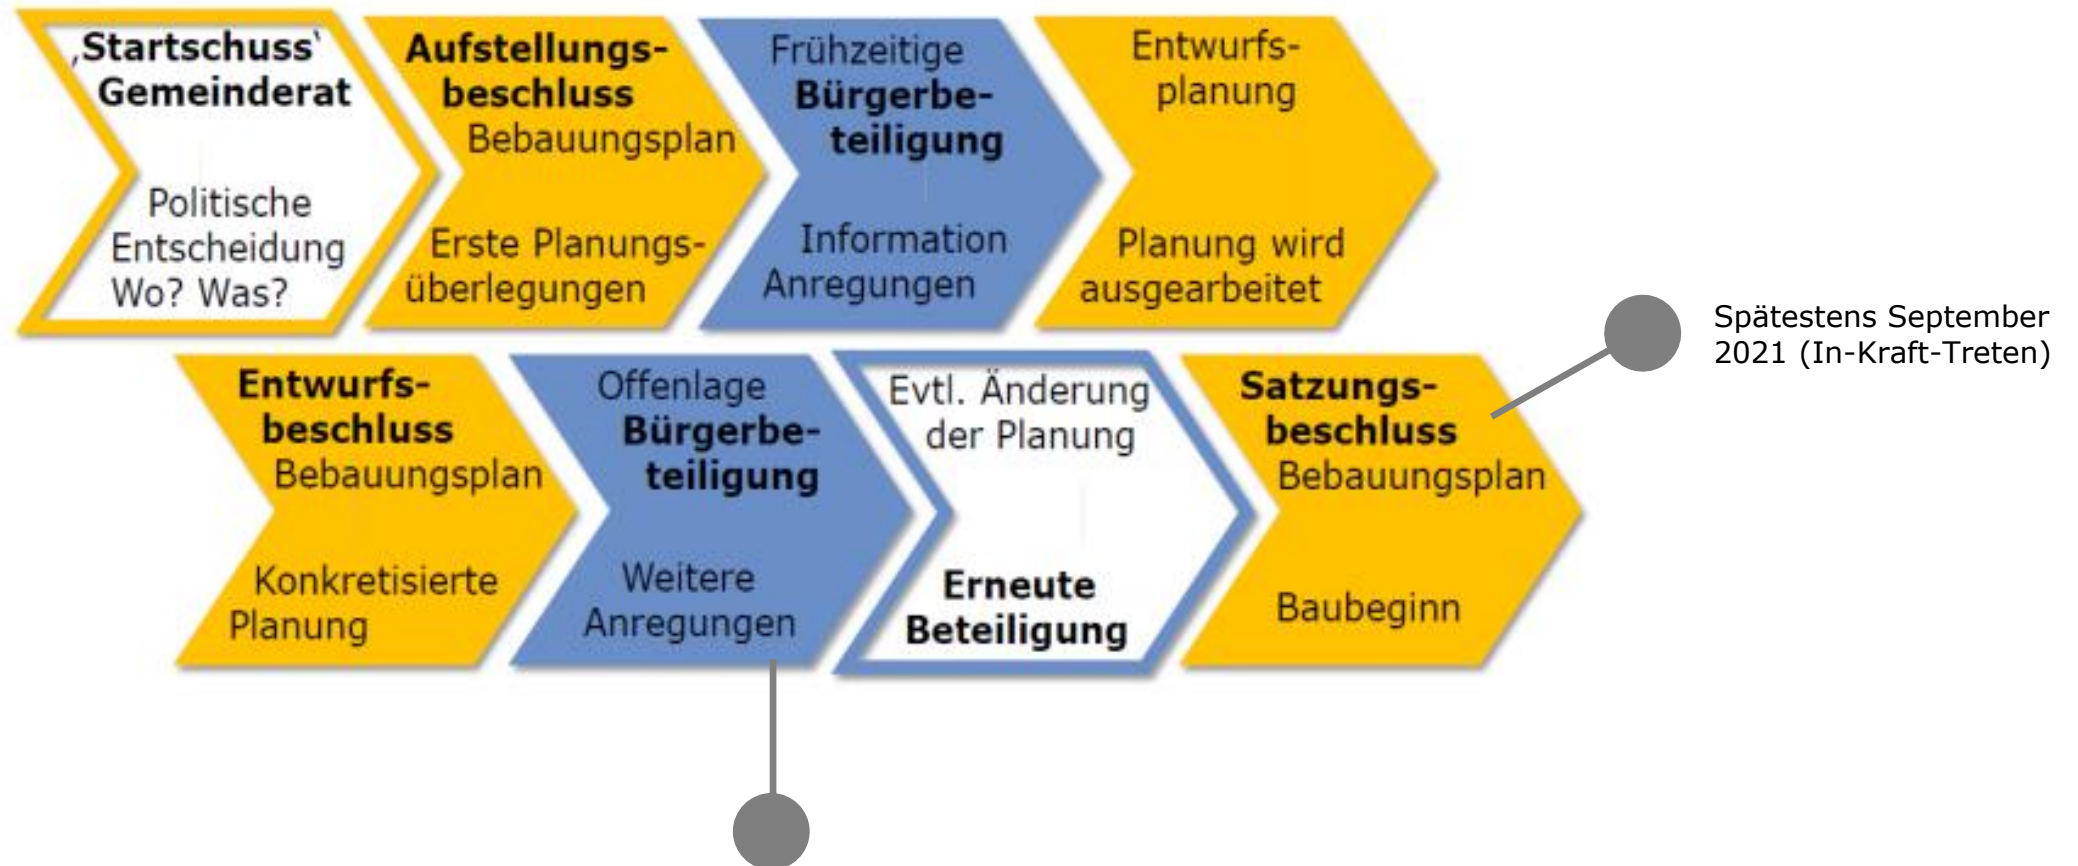 ‚Startschuss‘
Gemeinderat
Politische
Entscheidung
Wo? Was?
Aufstellungs-
beschluss
Bebauungsplan
Erste Planungs-
überlegungen
Frühzeitige
Bürgerbe-
teiligung
Information
Anregungen
Entwurfs-
planung
Planung wird
ausgearbeitet
Entwurfs-
beschluss
Bebauungsplan
Konkretisierte
Planung
Offenlage
Bürgerbe-
teiligung
Weitere
Anregungen
Evtl. Änderung
der Planung
Erneute
Beteiligung
Satzungs-
beschluss
Bebauungsplan
Baubeginn
Spätestens September
2021 (In-Kraft-Treten)